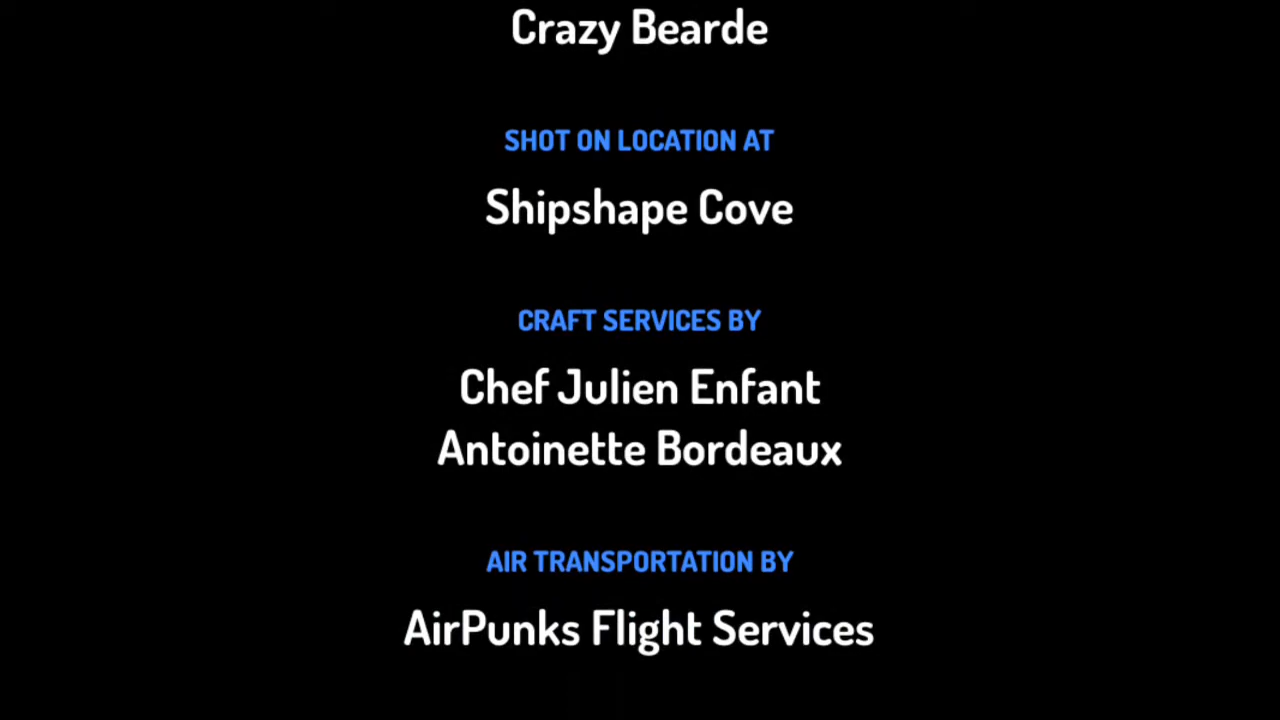 Crazy Bearde
SHOT ON LOCATION AT
Shipshape Cove
CRAFT SERVICES BY
Chef Julien Enfant
Antoinette Bordeaux
AIR TRANSPORTATION BY
AirPunks Flight Services